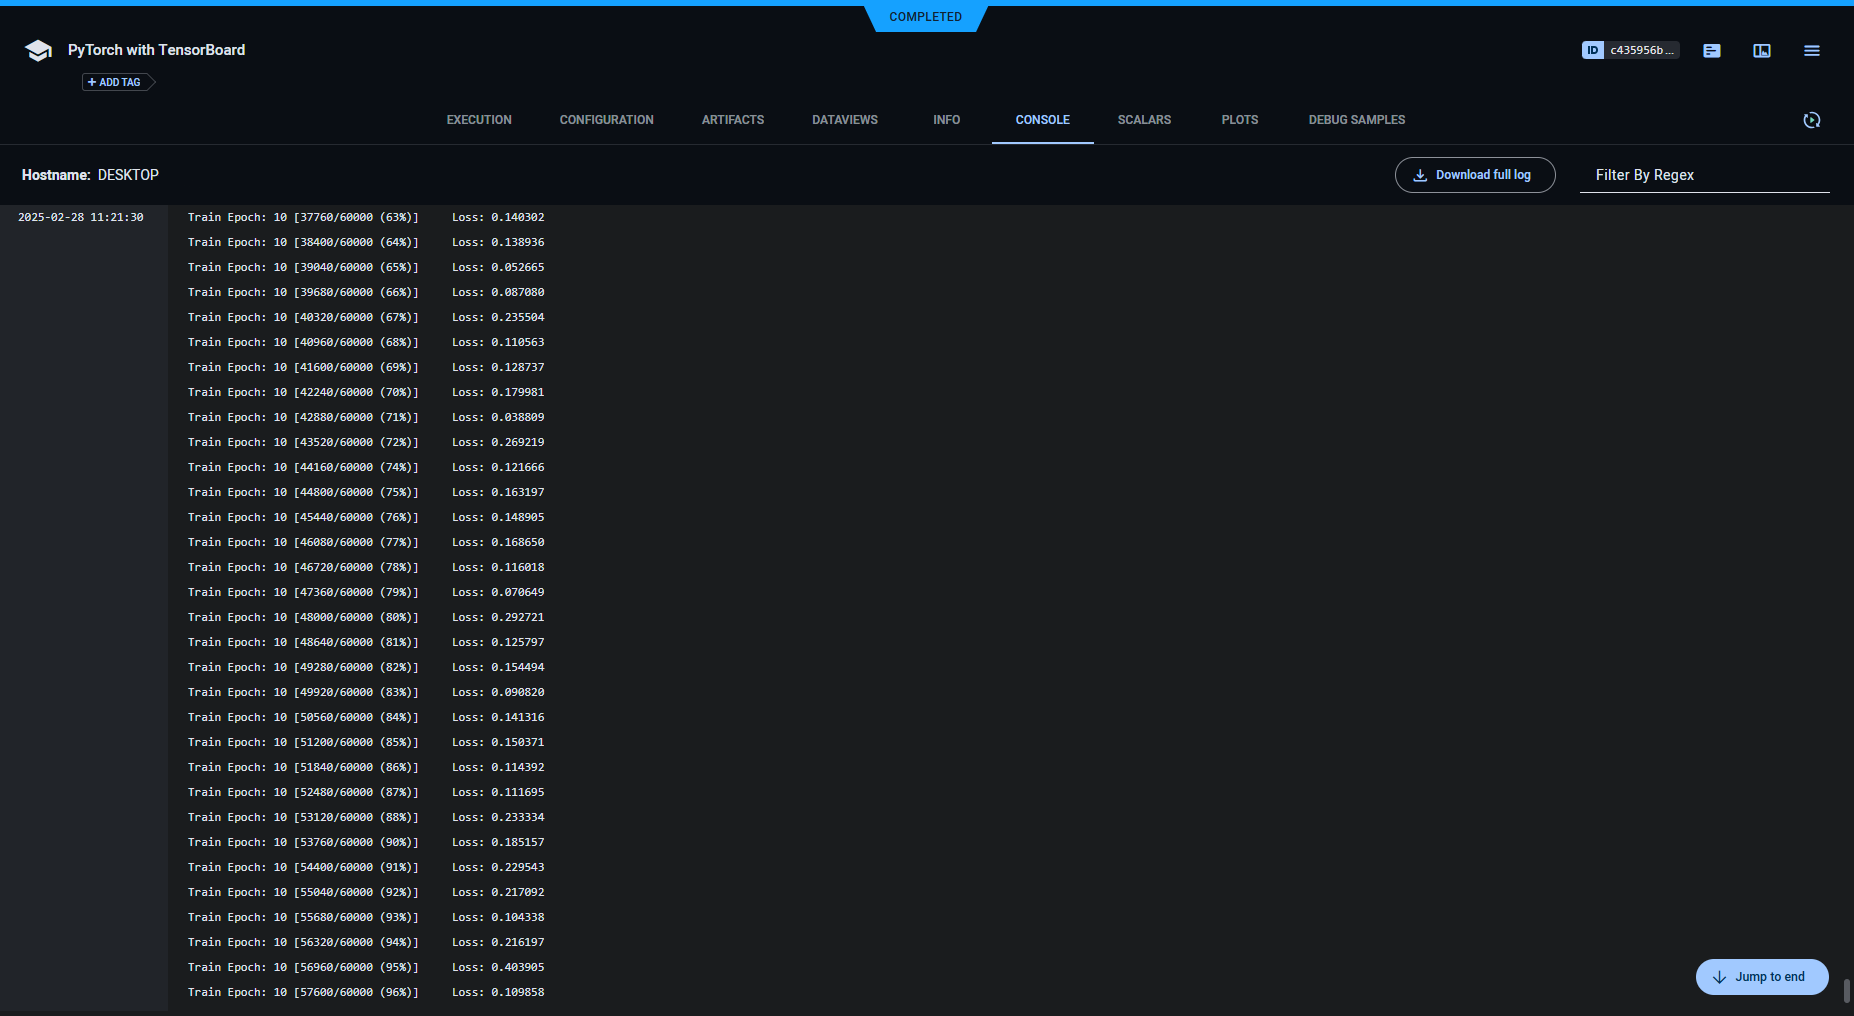 COMPLETED
PyTorch with TensorBoard
ID c435956b ...
+ ADD TAG
EXECUTION CONFIGURATION ARTIFACTS DATAVIEWS INFO CONSOLE SCALARS PLOTS DEBUG SAMPLES
Hostname: DESKTOP
Download full log
Filter By Regex
2025-02-28 11:21:30 Train Epoch: 10 [37760/60000 (63%)] Loss: 0.140302
Train Epoch: 10 [38400/60000 (64%)] Loss: 0.138936
Train Epoch: 10 [39040/60000 (65%)] Loss: 0.052665
Train Epoch: 10 [39680/60000 (66%)] Loss: 0.087080
Train Epoch: 10 [40320/60000 (67%)] Loss: 0.235504
Train Epoch: 10 [40960/60000 (68%)] Loss: 0.110563
Train Epoch: 10 [41600/60000 (69%)] Loss: 0.128737
Train Epoch: 10 [42240/60000 (70%)] Loss: 0.179981
Train Epoch: 10 [42880/60000 (71%)] Loss: 0.038809
Train Epoch: 10 [43520/60000 (72%)] Loss: 0.269219
Train Epoch: 10 [44160/60000 (74%)] Loss: 0.121666
Train Epoch: 10 [44800/60000 (75%)] Loss: 0.163197
Train Epoch: 10 [45440/60000 (76%)] Loss: 0.148905
Train Epoch: 10 [46080/60000 (77%)] Loss: 0.168650
Train Epoch: 10 [46720/60000 (78%)] Loss: 0.116018
Train Epoch: 10 [47360/60000 (79%)] Loss: 0.070649
Train Epoch: 10 [48000/60000 (80%)] Loss: 0.292721
Train Epoch: 10 [48640/60000 (81%)] Loss: 0.125797
Train Epoch: 10 [49280/60000 (82%)] Loss: 0.154494
Train Epoch: 10 [49920/60000 (83%)] Loss: 0.090820
Train Epoch: 10 [50560/60000 (84%)] Loss: 0.141316
Train Epoch: 10 [51200/60000 (85%)] Loss: 0.150371
Train Epoch: 10 [51840/60000 (86%)] Loss: 0.114392
Train Epoch: 10 [52480/60000 (87%)] Loss: 0.111695
Train Epoch: 10 [53120/60000 (88%)] Loss: 0.233334
Train Epoch: 10 [53760/60000 (90%)] Loss: 0.185157
Train Epoch: 10 [54400/60000 (91%)] Loss: 0.229543
Train Epoch: 10 [55040/60000 (92%)] Loss: 0.217092
Train Epoch: 10 [55680/60000 (93%)] Loss: 0.104338
Train Epoch: 10 [56320/60000 (94%)] Loss: 0.216197
Train Epoch: 10 [56960/60000 (95%)] Loss: 0.403905
Train Epoch: 10 [57600/60000 (96%)] Loss: 0.109858
Jump to end